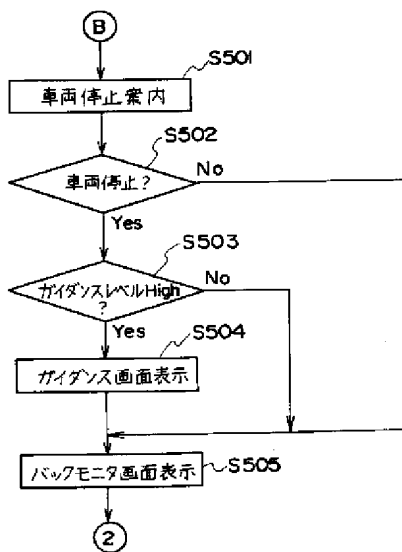 B
S501
車両停止案内
S502
車両停止?
No
Yes
S503
ガイダンスレベルHigh
?
No
Yes
S504
ガイダンス画面表示
バックモニタ画面表示
S505
2